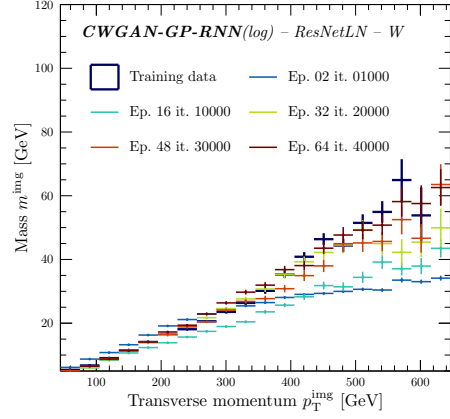 CWGAN-GP-RNN(log) – ResNetLN – W
Training data
Ep. 02 it. 01000
Ep. 16 it. 10000
Ep. 32 it. 20000
Ep. 48 it. 30000
Ep. 64 it. 40000
120
100
80
60
40
20
Mass m^img [GeV]
100 200 300 400 500 600
Transverse momentum p_T^img [GeV]